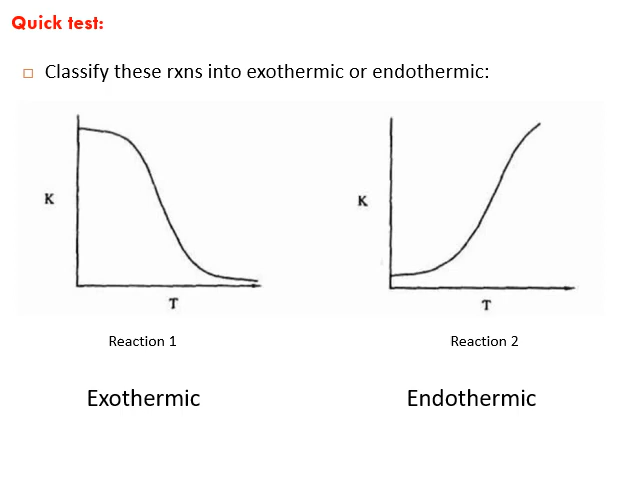 Quick test:
Classify these rxns into exothermic or endothermic:
K
K
T
T
Reaction 1
Reaction 2
Exothermic
Endothermic